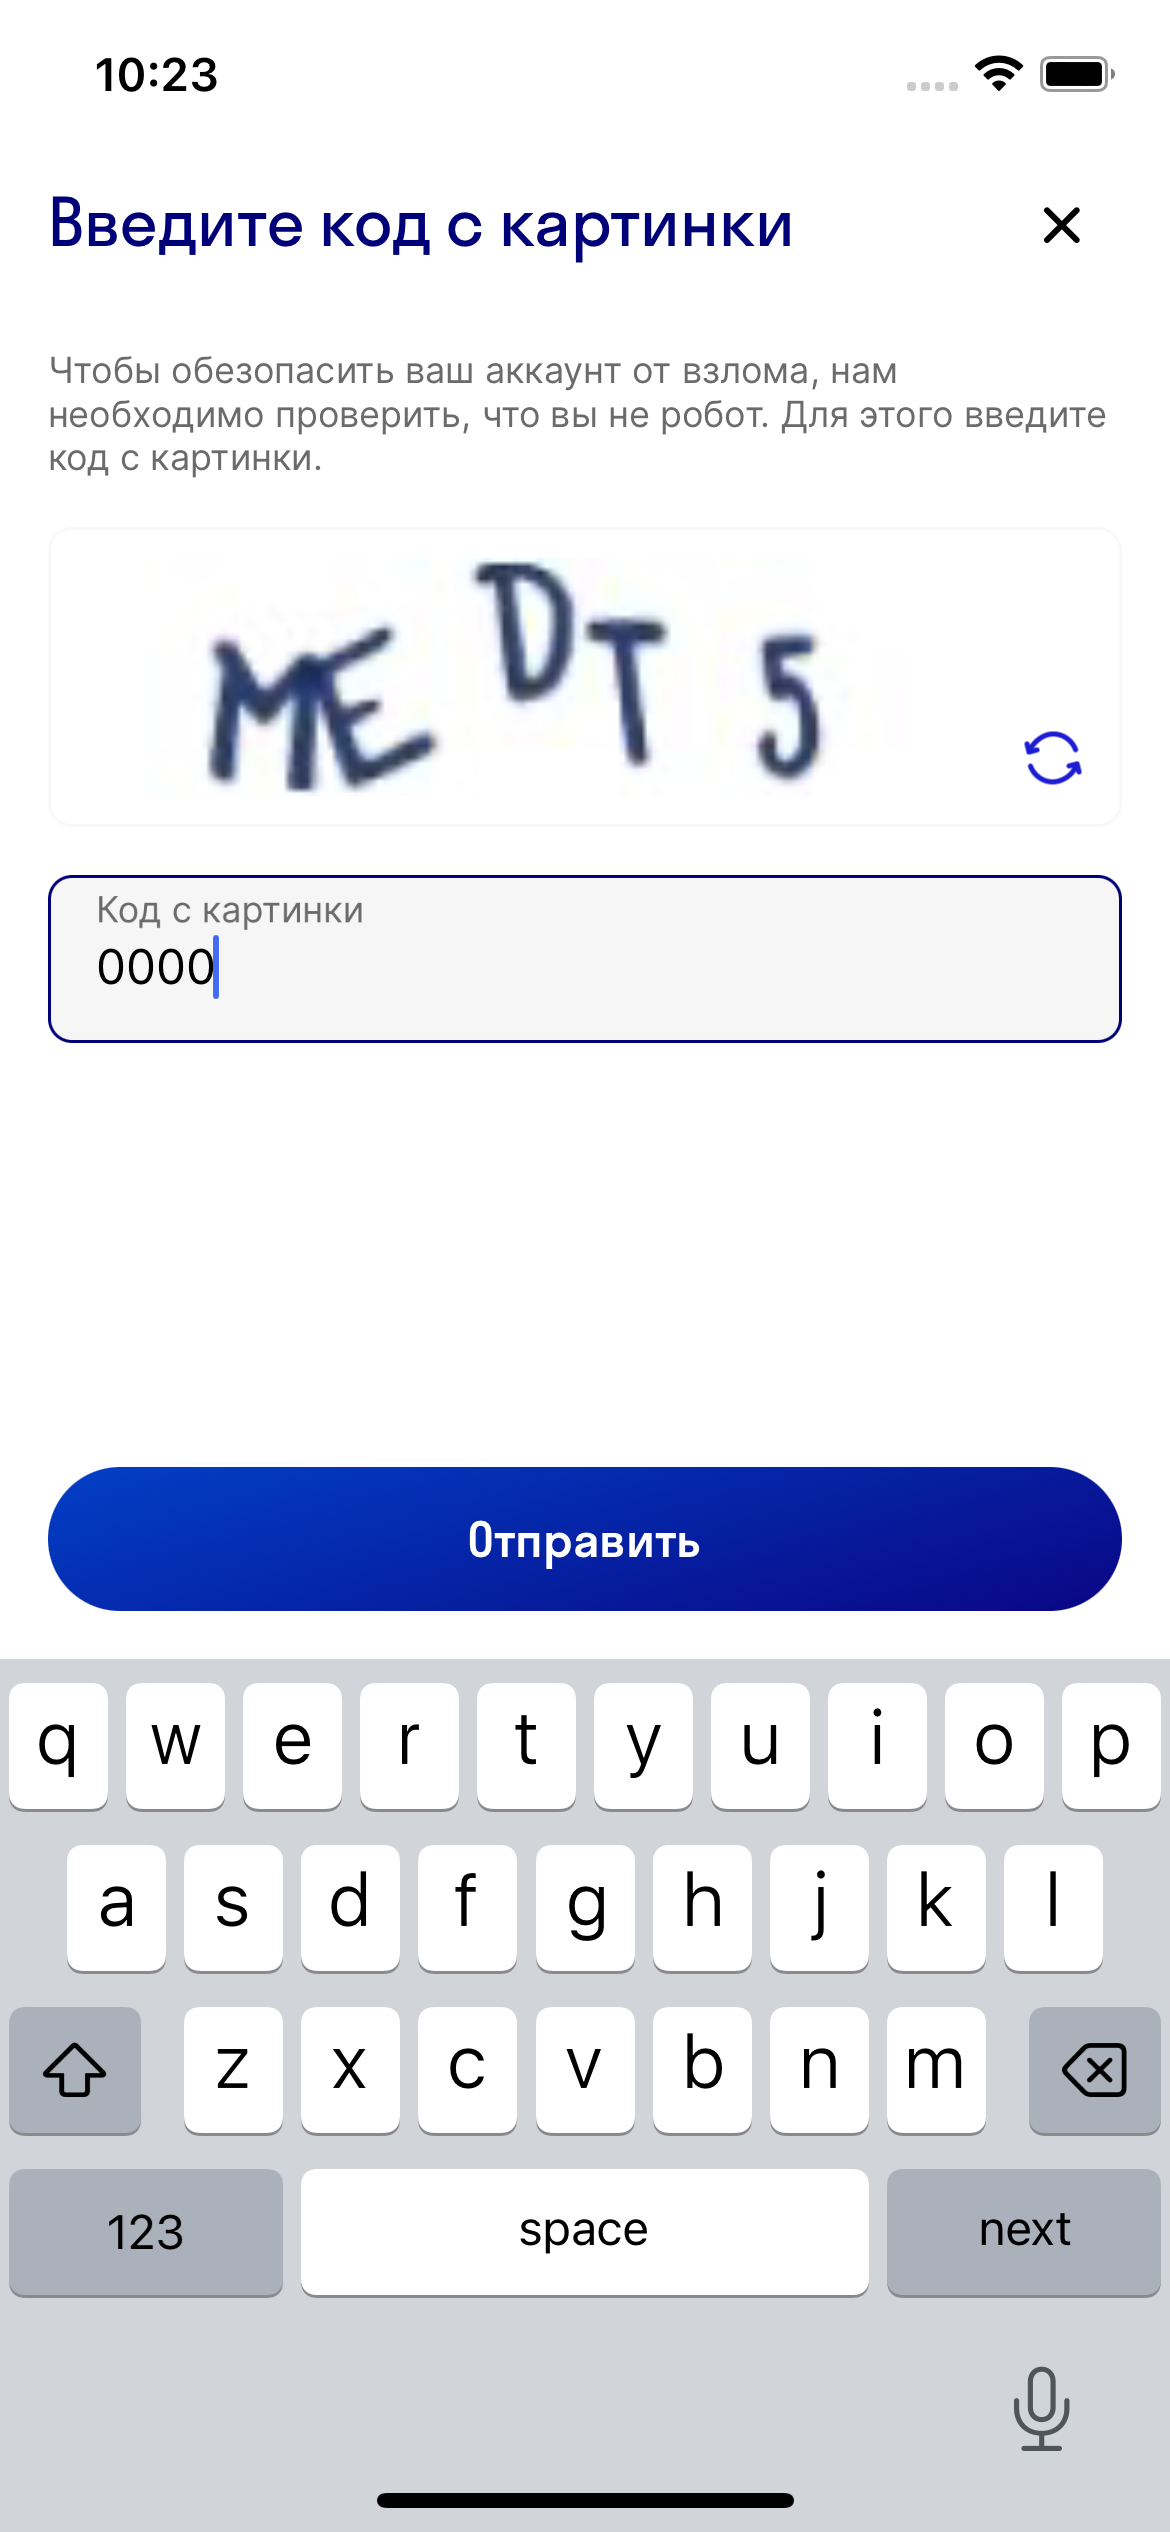 10:23
Введите код с картинки
Чтобы обезопасить ваш аккаунт от взлома, нам
необходимо проверить, что вы не робот. Для этого введите
код с картинки.
MEDT5
Код с картинки
0000
Отправить
q w e r t y u i o p
a s d f g h j k l
z x c v b n m
123 space next